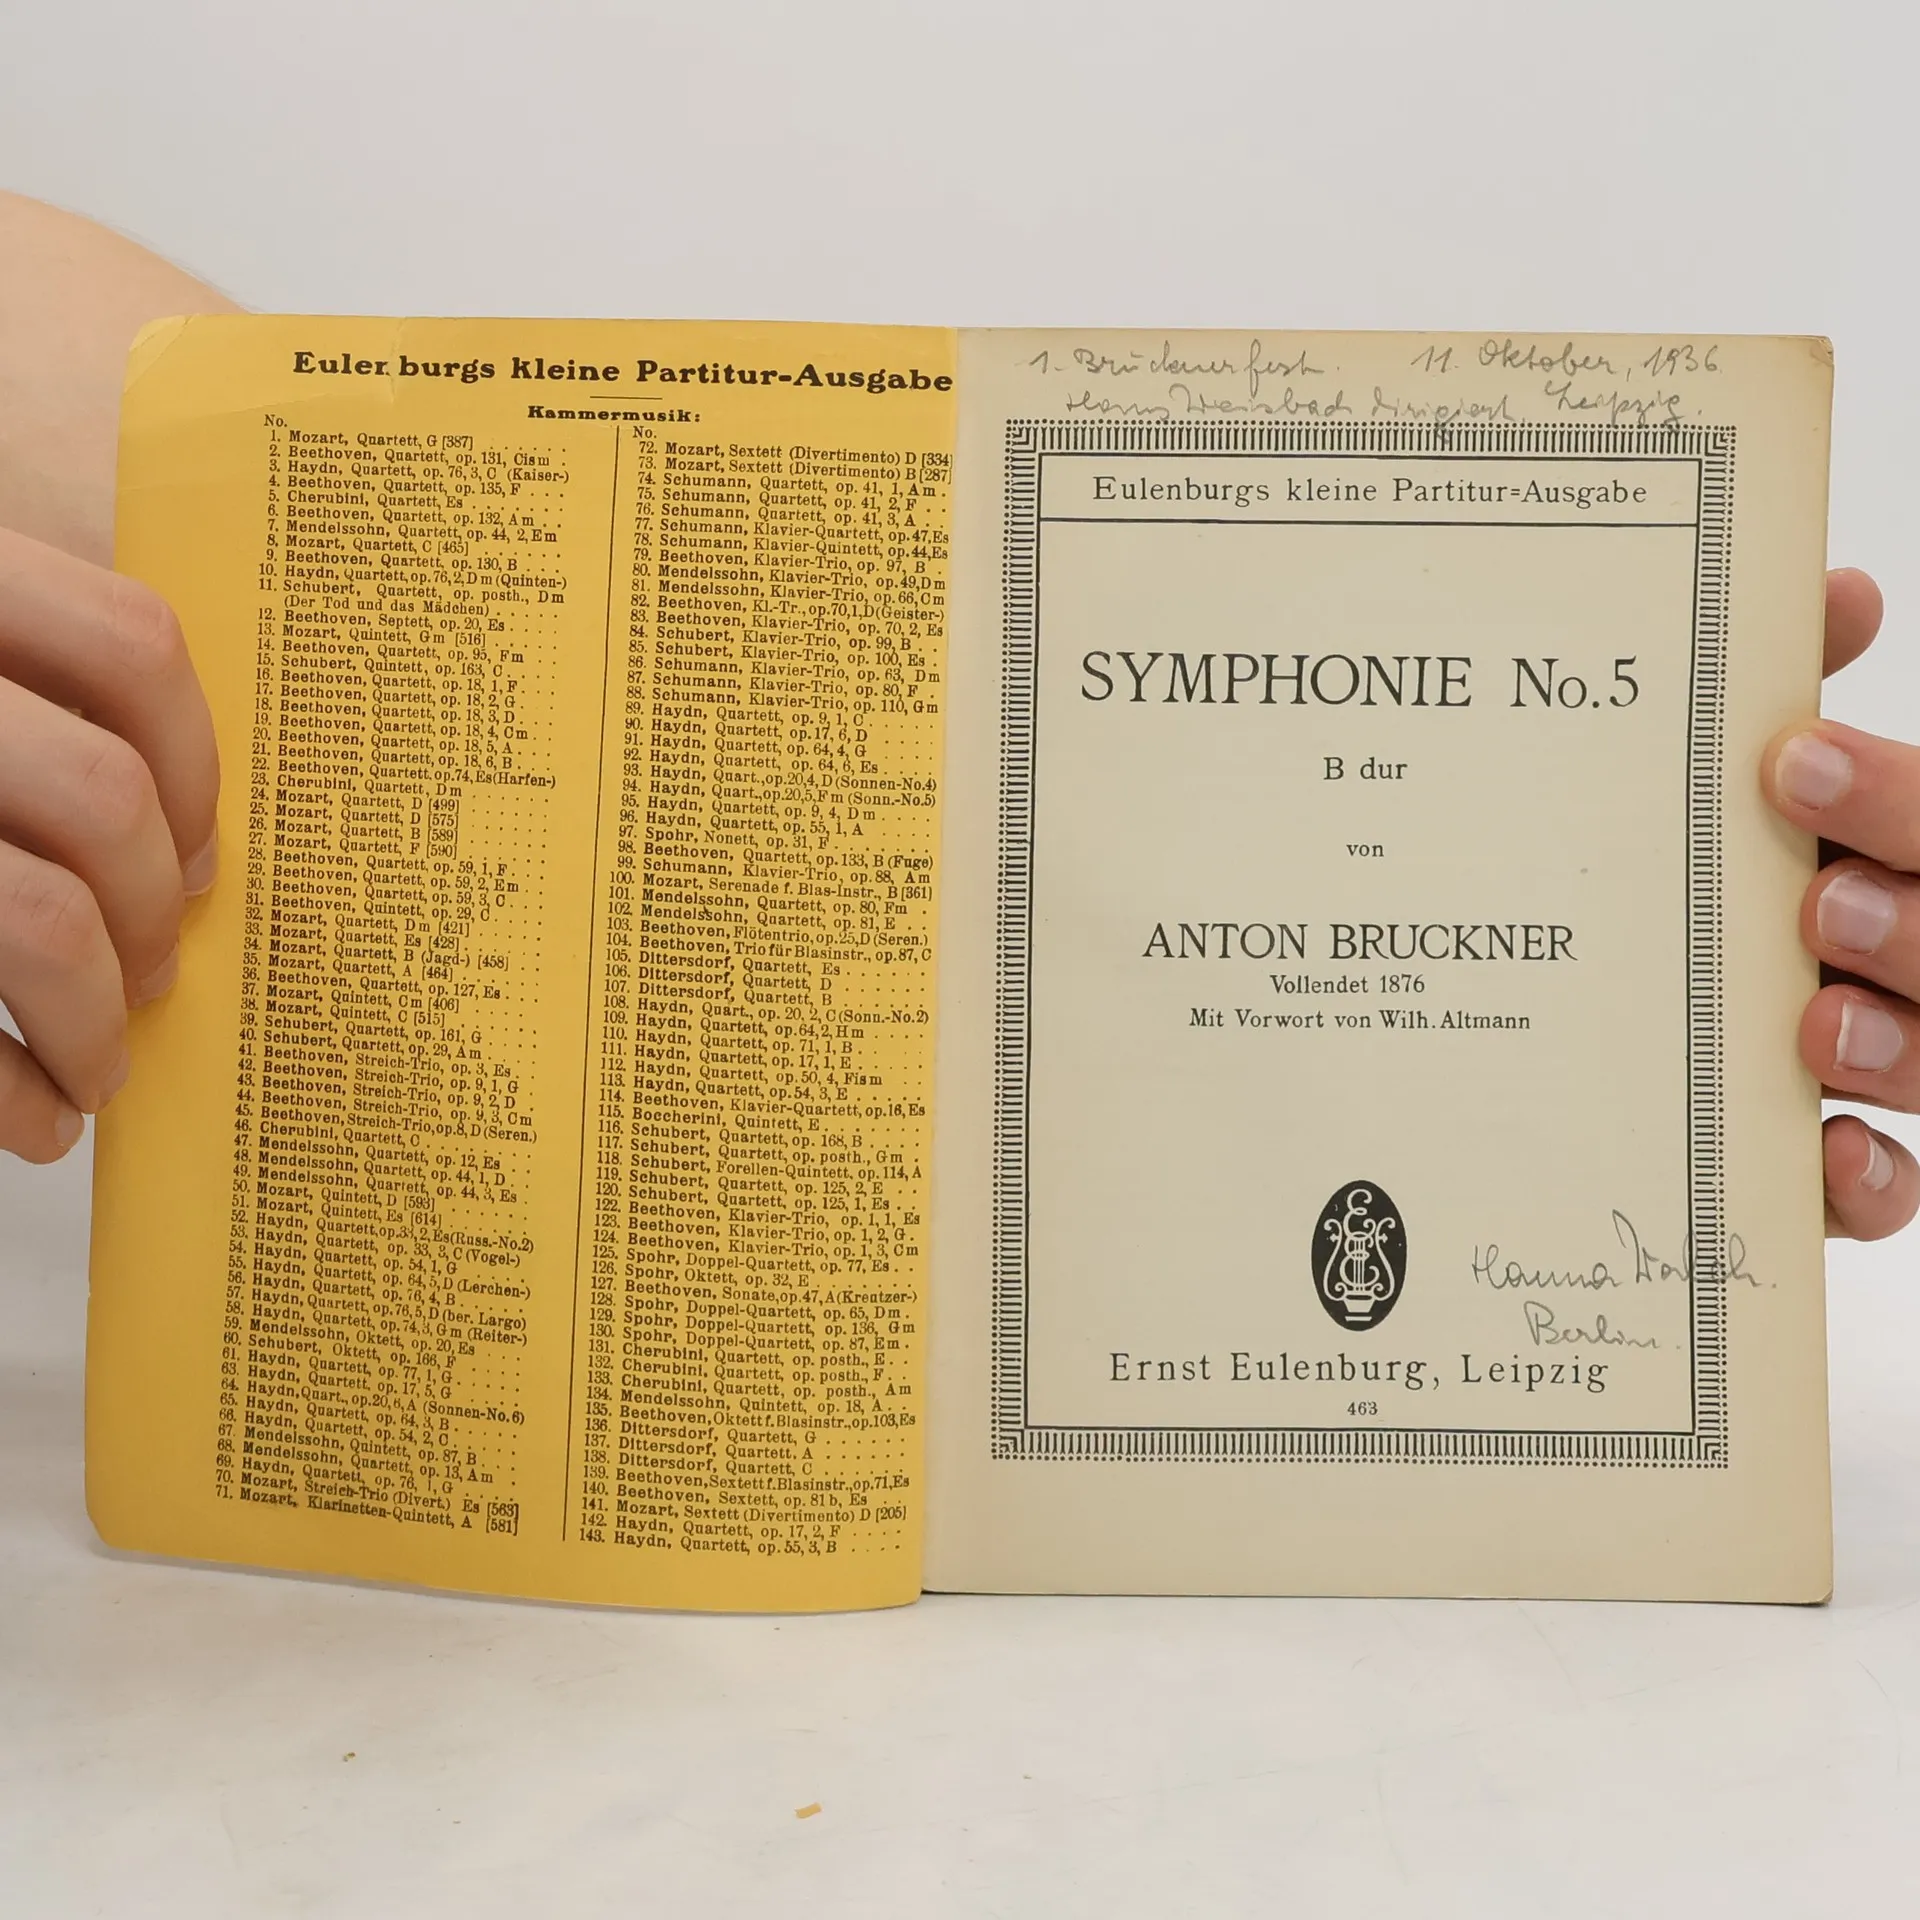 Eulenburgs kleine Partitur-Ausgabe
Kammermusik:
No.
1. Mozart, Quartett, G [387]
2. Beethoven, Quartett, op. 131, Cism
3. Haydn, Quartett, op. 76, 3, C (Kaiser-)
4. Beethoven, Quartett, op. 135, F
5. Cherubini, Quartett, Es
6. Beethoven, Quartett, op. 132, Am
7. Mendelssohn, Quartett, op. 44, 2, Em
8. Mozart, Quartett, C [465]
9. Beethoven, Quartett, op. 130, B
10. Haydn, Quartett, op. 76, 2, Dm (Quinten-)
11. Schubert, Quartett, op. posth., Dm
(Der Tod und das Mädchen)
12. Beethoven, Septett, op. 20, Es
13. Mozart, Quintett, Gm [516]
14. Beethoven, Quartett, op. 95, Fm
15. Schubert, Quintett, op. 163, C
16. Beethoven, Quartett, op. 18, 1, F
17. Beethoven, Quartett, op. 18, 2, G
18. Beethoven, Quartett, op. 18, 3, D
19. Beethoven, Quartett, op. 18, 4, Cm
20. Beethoven, Quartett, op. 18, 5, A
21. Beethoven, Quartett, op. 18, 6, B
22. Beethoven, Quartett. op. 74, Es (Harfen-)
23. Cherubini, Quartett, Dm
24. Mozart, Quartett, D [499]
25. Mozart, Quartett, D [575]
26. Mozart, Quartett, B [589]
27. Mozart, Quartett, F [590]
28. Beethoven, Quartett, op. 59, 1, F
29. Beethoven, Quartett, op. 59, 2, Em
30. Beethoven, Quartett, op. 59, 3, C
31. Beethoven, Quintett, op. 29, C
32. Mozart, Quartett, Dm [421]
33. Mozart, Quartett, Es [428]
34. Mozart, Quartett, B (Jagd-) [458]
35. Mozart, Quartett, A [464]
36. Beethoven, Quartett, op. 127, Es
37. Mozart, Quintett, Cm [406]
38. Mozart, Quintett, C [515]
39. Schubert, Quartett, op. 161, G
40. Schubert, Quartett, op. 29, Am
41. Beethoven, Streich-Trio, op. 3, Es
42. Beethoven, Streich-Trio, op. 9, 1, G
43. Beethoven, Streich-Trio, op. 9, 2, D
44. Beethoven, Streich-Trio, op. 9, 3, Cm
45. Beethoven, Streich-Trio, op. 8, D (Seren.)
46. Cherubini, Quartett, C
47. Mendelssohn, Quartett, op. 12, Es
48. Mendelssohn, Quartett, op. 44, 1, D
49. Mendelssohn, Quartett, op. 44, 3, Es
50. Mozart, Quintett, D [593]
51. Mozart, Quintett, Es [614]
52. Haydn, Quartett, op. 33, 2, Es (Russ.-No. 2)
53. Haydn, Quartett, op. 33, 3, C (Vogel-)
54. Haydn, Quartett, op. 54, 1, G
55. Haydn, Quartett, op. 64, 5, D (Lerchen-)
56. Haydn, Quartett, op. 76, 4, B
57. Haydn, Quartett, op. 76, 5, D (ber. Largo)
58. Haydn, Quartett, op. 74, 3, Gm (Reiter-)
59. Mendelssohn, Oktett, op. 20, Es
60. Schubert, Oktett, op. 166, F
61. Haydn, Quartett, op. 77, 1, G
63. Haydn, Quartett, op. 17, 5, G
64. Haydn, Quart., op. 20, 6, A (Sonnen-No. 6)
65. Haydn, Quartett, op. 64, 3, B
66. Haydn, Quartett, op. 54, 2, C
67. Mendelssohn, Quintett, op. 87, B
68. Mendelssohn, Quartett, op. 13, Am
69. Haydn, Quartett, op. 76, 1, G
70. Mozart, Streich-Trio (Divert.) Es [563]
71. Mozart, Klarinetten-Quintett, A [581]
No.
72. Mozart, Sextett (Divertimento) D [334]
73. Mozart, Sextett (Divertimento) B [287]
74. Schumann, Quartett, op. 41, 1, Am
75. Schumann, Quartett, op. 41, 2, F
76. Schumann, Quartett, op. 41, 3, A
77. Schumann, Klavier-Quartett, op. 47, Es
78. Schumann, Klavier-Quintett, op. 44, Es
79. Beethoven, Klavier-Trio, op. 97, B
80. Mendelssohn, Klavier-Trio, op. 49, Dm
81. Mendelssohn, Klavier-Trio, op. 66, Cm
82. Beethoven, Kl.-Tr., op. 70, 1, D (Geister-)
83. Beethoven, Klavier-Trio, op. 70, 2, Es
84. Schubert, Klavier-Trio, op. 99, B
85. Schubert, Klavier-Trio, op. 100, Es
86. Schumann, Klavier-Trio, op. 63, Dm
87. Schumann, Klavier-Trio, op. 80, F
88. Schumann, Klavier-Trio, op. 110, Gm
89. Haydn, Quartett, op. 9, 1, C
90. Haydn, Quartett, op. 17, 6, D
91. Haydn, Quartett, op. 64, 4, G
92. Haydn, Quartett, op. 64, 6, Es
93. Haydn, Quart., op. 20, 4, D (Sonnen-No. 4)
94. Haydn, Quart., op. 20, 5, Fm (Sonn.-No. 5)
95. Haydn, Quartett, op. 9, 4, Dm
96. Haydn, Quartett, op. 55, 1, A
97. Spohr, Nonett, op. 31, F
98. Beethoven, Quartett, op. 133, B (Fuge)
99. Schumann, Klavier-Trio, op. 88, Am
100. Mozart, Serenade f. Blas-Instr., B [361]
101. Mendelssohn, Quartett, op. 80, Fm
102. Mendelssohn, Quartett, op. 81, E
103. Beethoven, Flötentrio, op. 25, D (Seren.)
104. Beethoven, Trio für Blasinstr., op. 87, C
105. Dittersdorf, Quartett, Es
106. Dittersdorf, Quartett, D
107. Dittersdorf, Quartett, B
108. Haydn, Quart., op. 20, 2, C (Sonn.-No. 2)
109. Haydn, Quartett, op. 64, 2, Hm
110. Haydn, Quartett, op. 71, 1, B
111. Haydn, Quartett, op. 17, 1, E
112. Haydn, Quartett, op. 50, 4, Fism
113. Haydn, Quartett, op. 54, 3, E
114. Beethoven, Klavier-Quartett, op. 16, Es
115. Boccherini, Quintett, E
116. Schubert, Quartett, op. 168, B
117. Schubert, Quartett, op. posth., Gm
118. Schubert, Forellen-Quintett. op. 114, A
119. Schubert, Quartett, op. 125, 2, E
120. Schubert, Quartett, op. 125, 1, Es
122. Beethoven, Klavier-Trio, op. 1, 1, Es
123. Beethoven, Klavier-Trio, op. 1, 2, G
124. Beethoven, Klavier-Trio, op. 1, 3, Cm
125. Spohr, Doppel-Quartett, op. 77, Es
126. Spohr, Oktett, op. 32, E
127. Beethoven, Sonate, op. 47, A (Kreutzer-)
128. Spohr, Doppel-Quartett, op. 65, Dm
129. Spohr, Doppel-Quartett, op. 136, Gm
130. Spohr, Doppel-Quartett, op. 87, Em
131. Cherubini, Quartett, op. posth., E
132. Cherubini, Quartett, op. posth., F
133. Cherubini, Quartett, op. posth., Am
134. Mendelssohn, Quintett, op. 18, A
135. Beethoven, Oktett f. Blasinstr., op. 103, Es
136. Dittersdorf, Quartett, G
137. Dittersdorf, Quartett. A
138. Dittersdorf, Quartett, C
139. Beethoven, Sextett f. Blasinstr., op. 71, Es
140. Beethoven, Sextett, op. 81 b, Es
141. Mozart, Sextett (Divertimento) D [205]
142. Haydn, Quartett, op. 17, 2, F
143. Haydn, Quartett, op. 55, 3, B
1. Brucknerfest. 11. Oktober, 1936
Hans Weisbach dirigiert. Leipzig.
Eulenburgs kleine Partitur=Ausgabe
SYMPHONIE No. 5
B dur
von
ANTON BRUCKNER
Vollendet 1876
Mit Vorwort von Wilh. Altmann
Hanna
Berlin.
Ernst Eulenburg, Leipzig
463